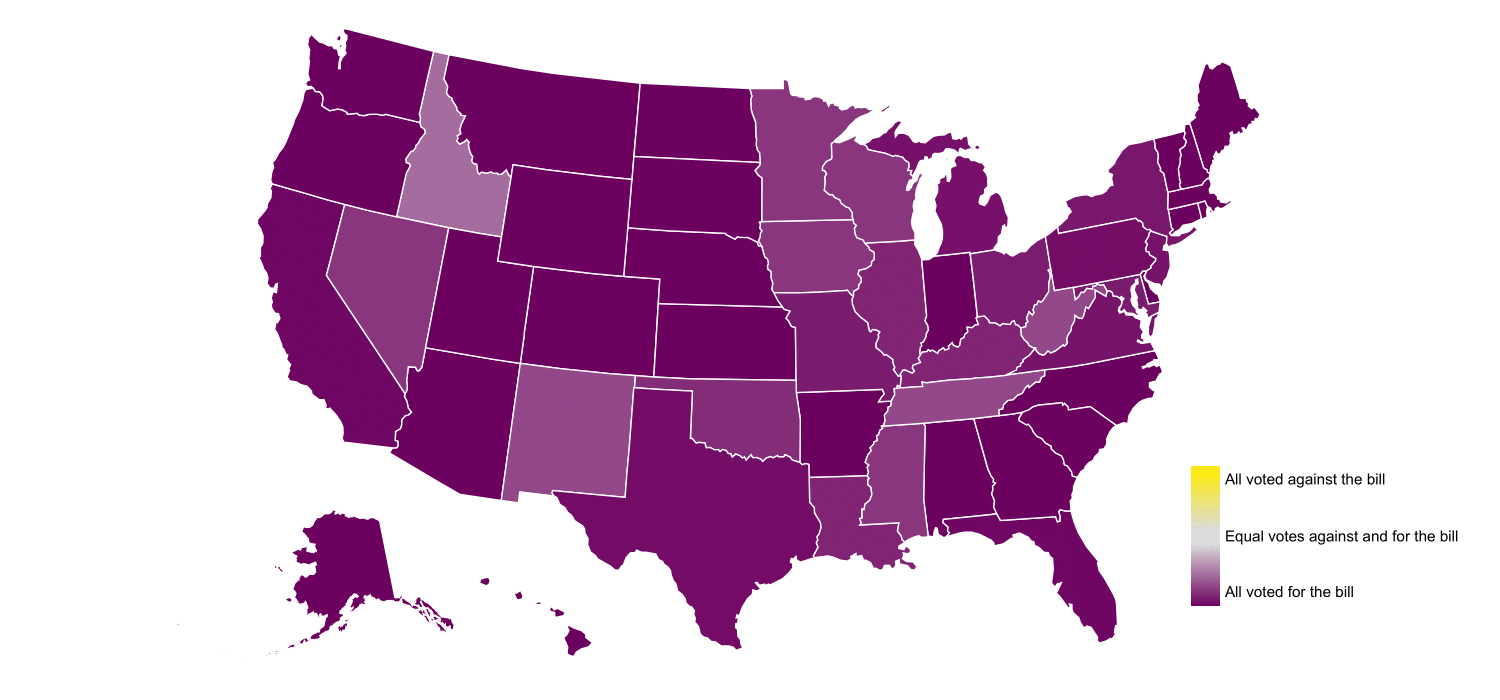 All voted against the bill
Equal votes against and for the bill
All voted for the bill